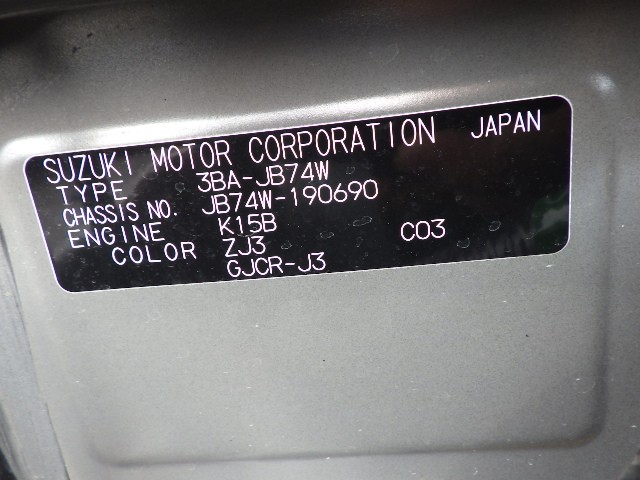 SUZUKI MOTOR CORPORATION JAPAN
TYPE 3BA-JB74W
CHASSIS NO. JB74W-190690
ENGINE K15B
COLOR ZJ3 C03
GJCR-J3